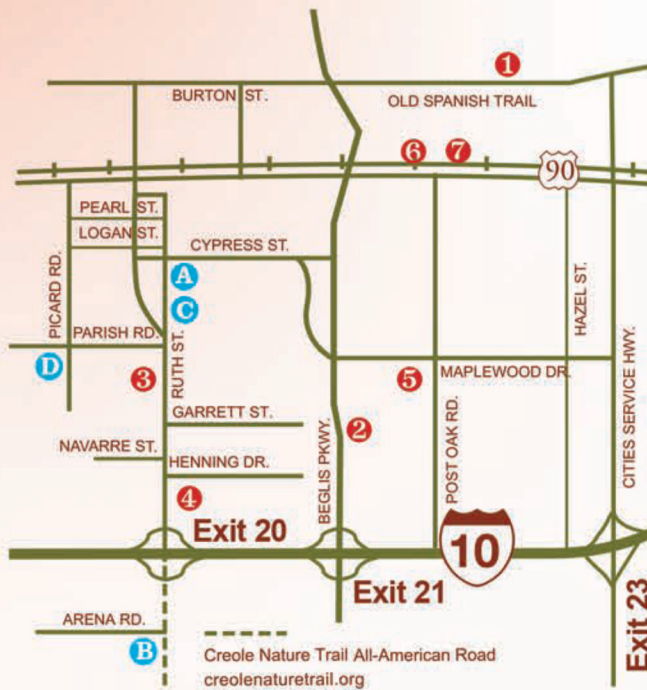 1
BURTON ST.
OLD SPANISH TRAIL
6
7
90
PEARL ST.
LOGAN ST.
CYPRESS ST.
A
C
PICARD RD.
PARISH RD.
D
3
RUTH ST.
HAZEL ST.
5
MAPLEWOOD DR.
GARRETT ST.
2
NAVARRE ST.
HENNING DR.
4
BEGLIS PKWY.
POST OAK RD.
CITIES SERVICE HWY.
Exit 20
10
Exit 21
Exit 23
ARENA RD.
B
Creole Nature Trail All-American Road
creolenaturetrail.org